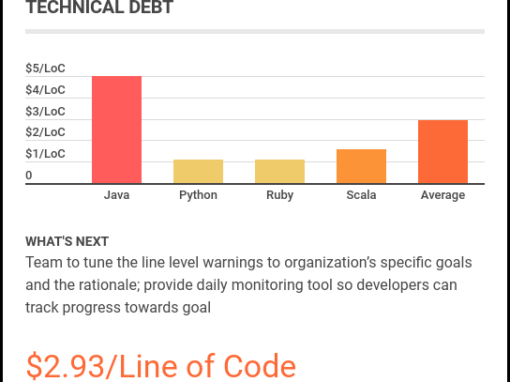 TECHNICAL DEBT
$5/LoC
$4/LoC
$3/LoC
$2/LoC
$1/LoC
0
Java Python Ruby Scala Average
WHAT'S NEXT
Team to tune the line level warnings to organization’s specific goals
and the rationale; provide daily monitoring tool so developers can
track progress towards goal
$2.93/Line of Code